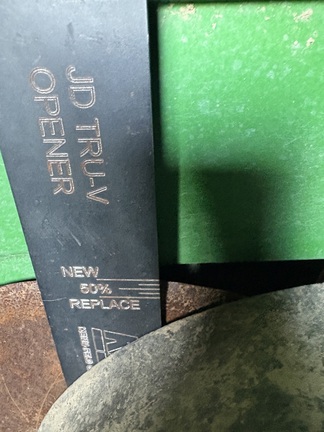 JD TRU-V
OPENER
NEW
50%
REPLACE